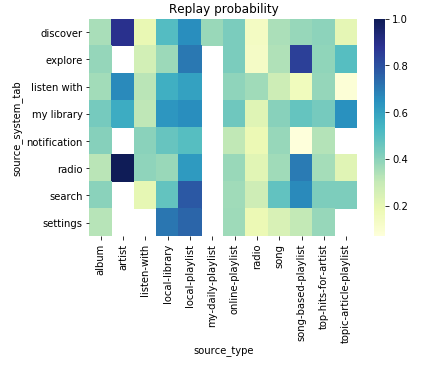 Replay probability
source_system_tab
discover
explore
listen with
my library
notification
radio
search
settings
album
artist
listen-with
local-library
local-playlist
my-daily-playlist
online-playlist
radio
song
song-based-playlist
top-hits-for-artist
topic-article-playlist
source_type
1.0
0.8
0.6
0.4
0.2